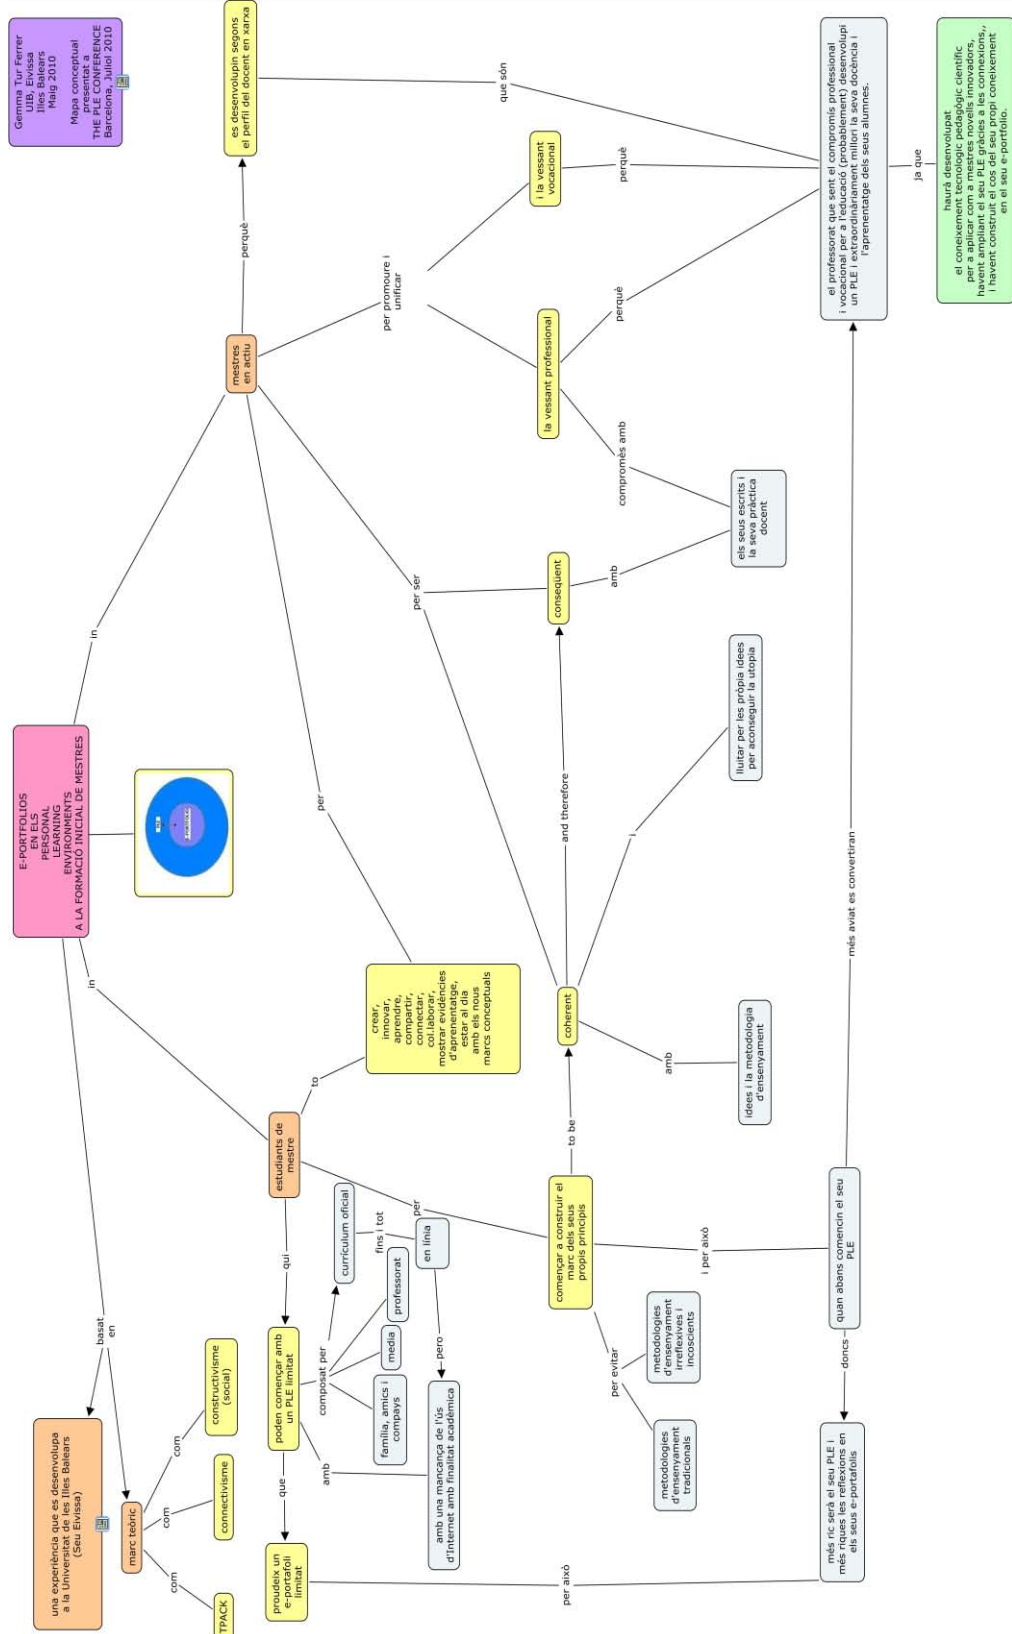 E-PORTFOLIOS
EN ELS
PERSONAL
LEARNING
ENVIRONMENTS
A LA FORMACIÓ INICIAL DE MESTRES
Gemma Tur Ferrer
UIB, Eivissa
Illes Balears
Maig 2010
Mapa conceptual
presentat a
THE PLE CONFERENCE
Barcelona, Juliol 2010
una experiència que es desenvolupa
a la Universitat de les Illes Balears
(Seu Eivissa)
basat
en
in
in
marc teòric
com
com
com
TPACK
connectivisme
constructivisme
(social)
mestres
en actiu
perquè
es desenvolupin segons
el perfil del docent en xarxa
estudiants de
mestre
qui
poden començar amb
un PLE limitat
que
proudeix un
e-portafoli
limitat
to
crear,
innovar,
aprendre,
compartir,
connectar,
col.laborar,
mostrar evidències
d'aprenentatge,
estar al dia
amb els nous
marcs conceptuals
per
per ser
per promoure i
unificar
que són
composat per
currículum oficial
fins i tot
en línia
professorat
media
família, amics i
compays
amb
pero
amb una mancança de l'ús
d'Internet amb finalitat acadèmica
per
començar a construir el
marc dels seus
propis principis
to be
coherent
and therefore
conseqüent
la vessant professional
i la vessant
vocacional
per evitar
metodologies
d'ensenyament
tradicionals
metodologies
d'ensenyament
irreflexives i
incoscients
i per això
amb
i
amb
compromès amb
perquè
perquè
idees i la metodologia
d'ensenyament
lluitar per les pròpia idees
per aconseguir la utopia
els seus escrits i
la seva pràctica
docent
per això
més ric serà el seu PLE i
més riques les reflexions en
els seus e-portafolis
doncs
quan abans comencin el seu
PLE
més aviat es convertiran
el professorat que sent el compromís professional
i vocacional per a l'educació (probablement) desenvolupi
un PLE i extraordinàriament millori la seva docència i
l'aprenentatge dels seus alumnes.
ja que
haurà desenvolupat
el coneixement tecnologic pedagògic científic
per a aplicar com a mestres novells innovadors,
havent ampliant el seu PLE gràcies a les connexions,,
i havent construit el cos del seu propi coneixement
en el seu e-portfolio.